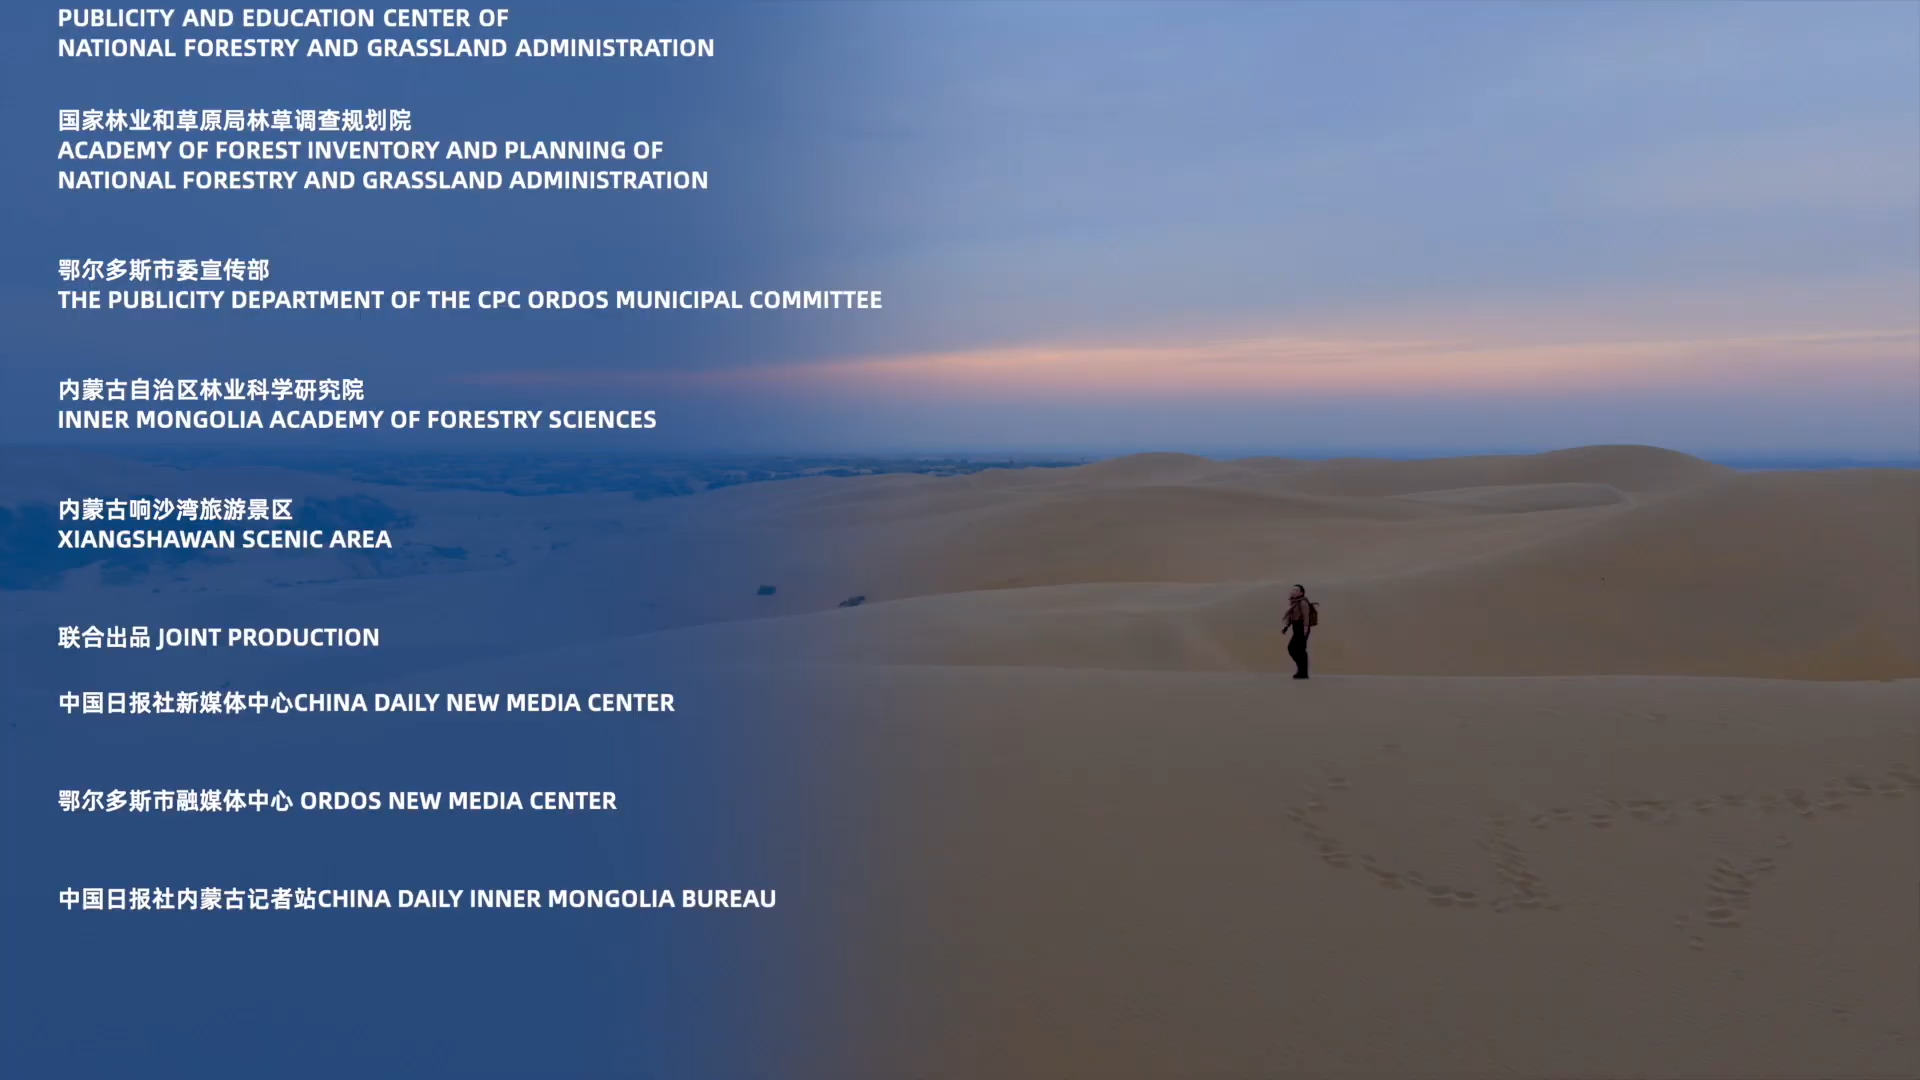 PUBLICITY AND EDUCATION CENTER OF
NATIONAL FORESTRY AND GRASSLAND ADMINISTRATION
国家林业和草原局林草调查规划院
ACADEMY OF FOREST INVENTORY AND PLANNING OF
NATIONAL FORESTRY AND GRASSLAND ADMINISTRATION
鄂尔多斯市委宣传部
THE PUBLICITY DEPARTMENT OF THE CPC ORDOS MUNICIPAL COMMITTEE
内蒙古自治区林业科学研究院
INNER MONGOLIA ACADEMY OF FORESTRY SCIENCES
内蒙古响沙湾旅游景区
XIANGSHAWAN SCENIC AREA
联合出品 JOINT PRODUCTION
中国日报社新媒体中心CHINA DAILY NEW MEDIA CENTER
鄂尔多斯市融媒体中心 ORDOS NEW MEDIA CENTER
中国日报社内蒙古记者站CHINA DAILY INNER MONGOLIA BUREAU